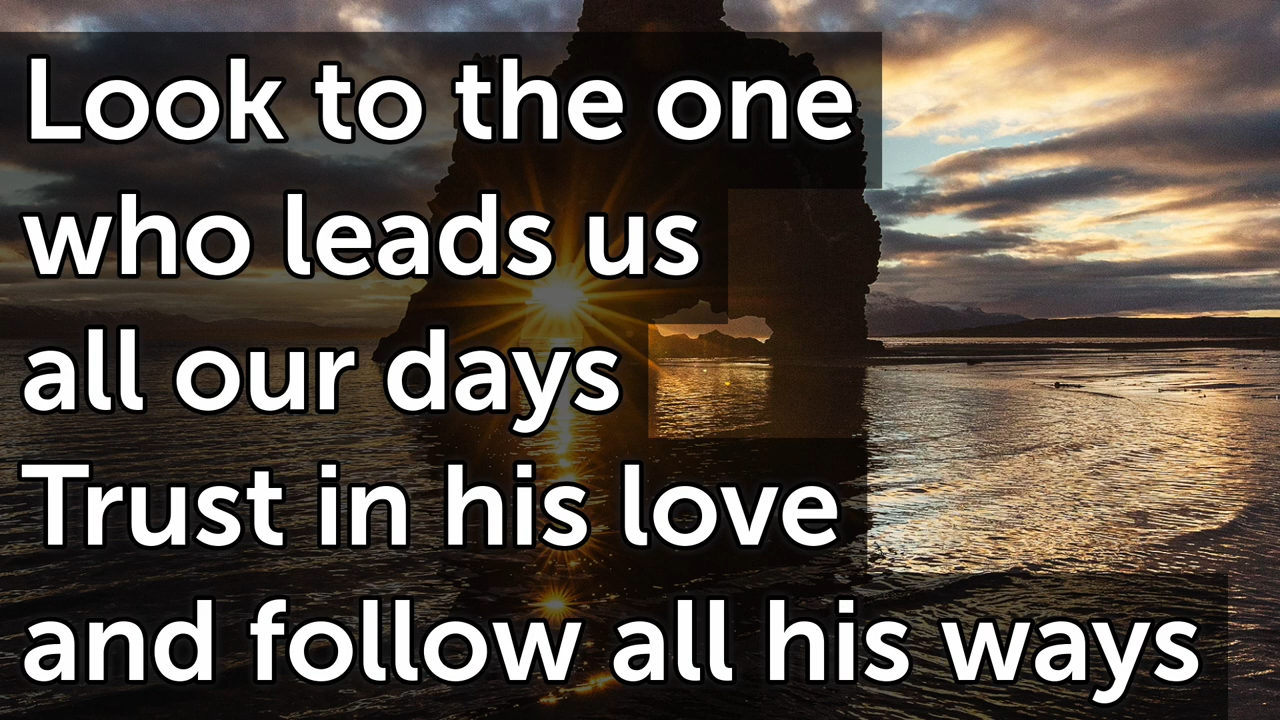 Look to the one
who leads us
all our days
Trust in his love
and follow all his ways